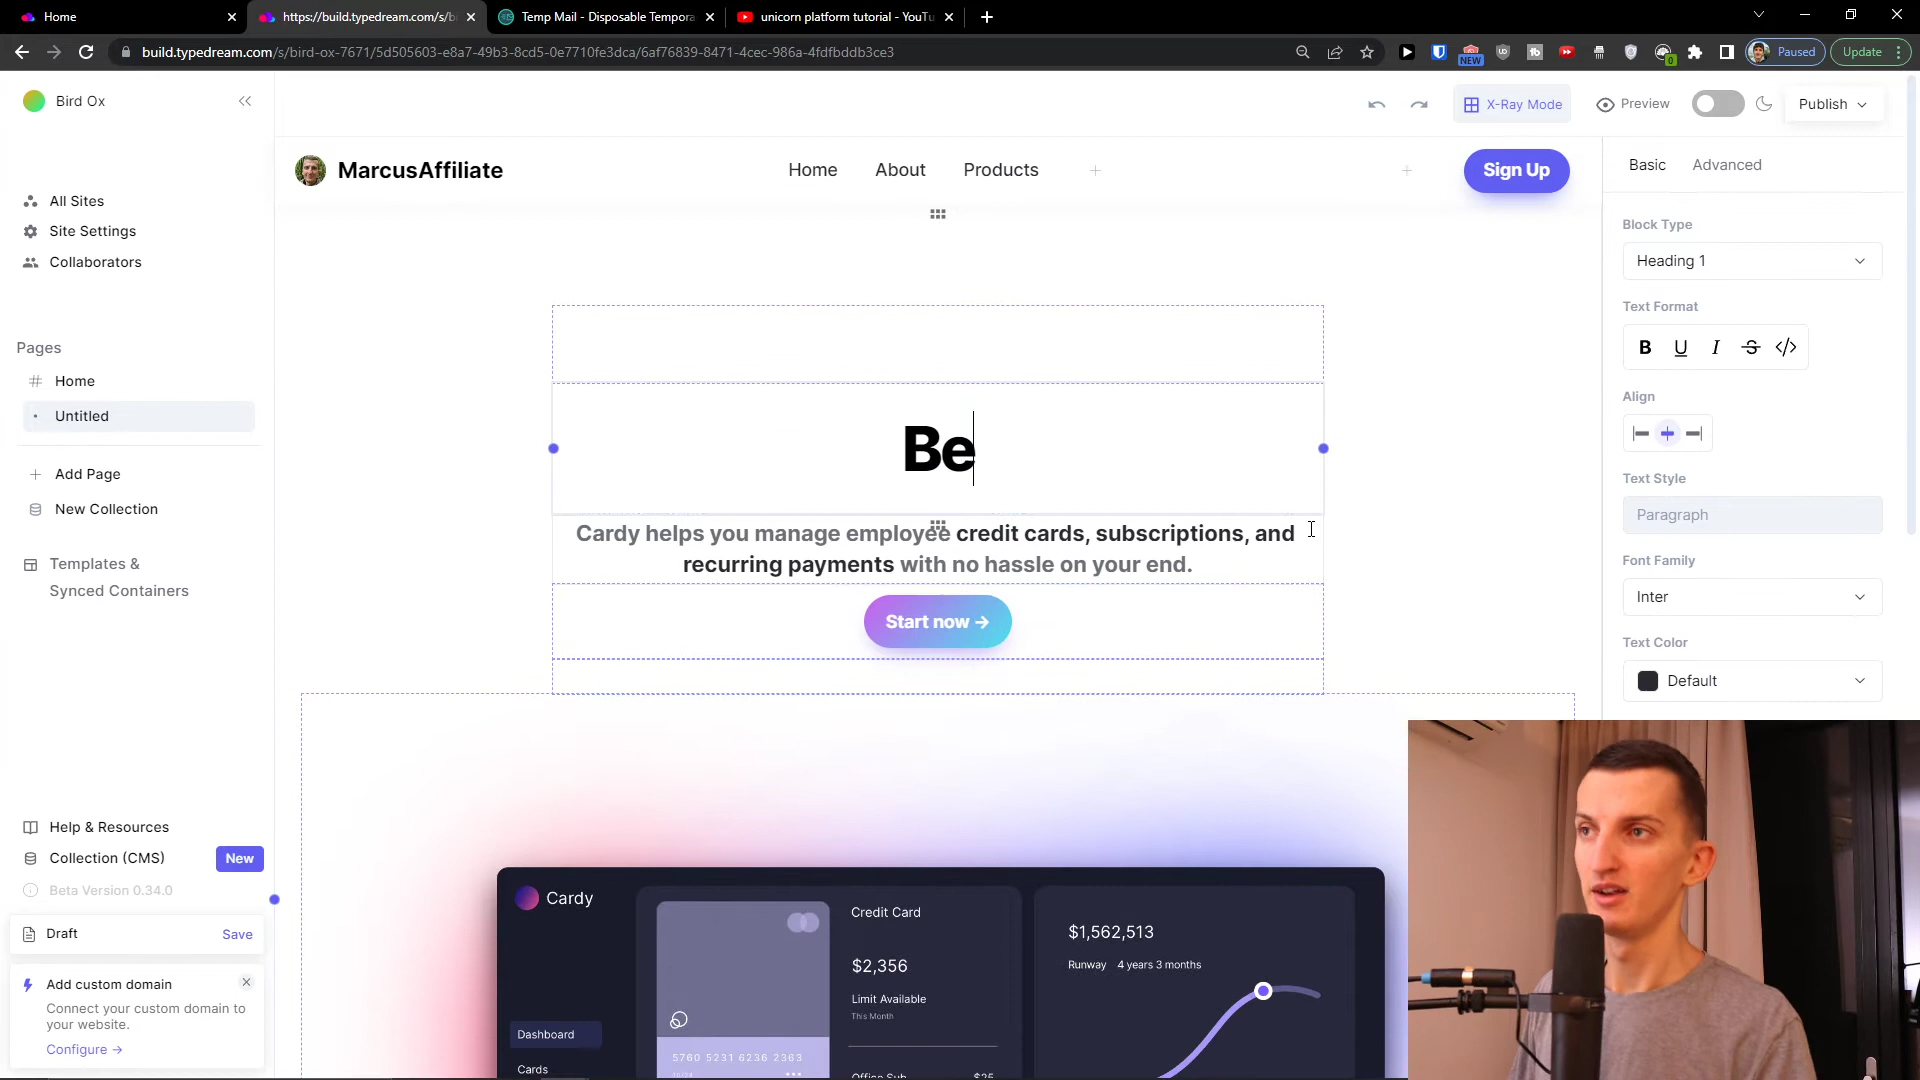 Home
https://build.typedream.com/s/bi
Temp Mail - Disposable Tempora
unicorn platform tutorial - YouTu
build.typedream.com/s/bird-ox-7671/5d505603-e8a7-49b3-8cd5-0e7710fe3dca/6af76839-8471-4cec-986a-4fdfbddb3ce3
NEW
0
Paused
Update
Bird Ox
X-Ray Mode
Preview
Publish
All Sites
Site Settings
Collaborators
Pages
Home
Untitled
Add Page
New Collection
Templates &
Synced Containers
Help & Resources
Collection (CMS)
New
Beta Version 0.34.0
Draft
Save
Add custom domain
Connect your custom domain to
your website.
Configure →
MarcusAffiliate
Home
About
Products
Sign Up
Be
Cardy helps you manage employee credit cards, subscriptions, and
recurring payments with no hassle on your end.
Start now →
Cardy
Dashboard
Cards
Credit Card
$2,356
Limit Available
This Month
5760 5231 6236 2363
Office Sub
$25
$1,562,513
Runway 4 years 3 months
Basic
Advanced
Block Type
Heading 1
Text Format
B U I S </>
Align
Text Style
Paragraph
Font Family
Inter
Text Color
Default